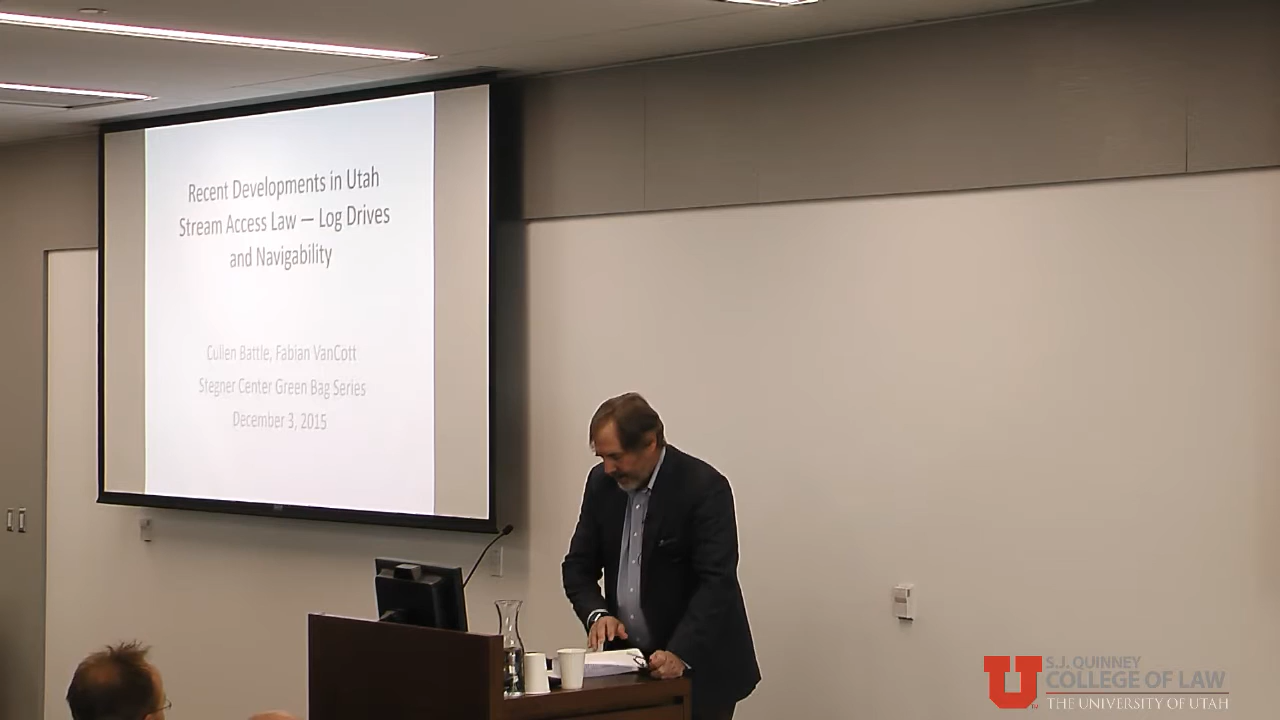 Recent Developments in Utah
Stream Access Law — Log Drives
and Navigability
Cullen Battle, Fabian VanCott
Stegner Center Green Bag Series
December 3, 2015
U
S.J. QUINNEY
COLLEGE OF LAW
THE UNIVERSITY OF UTAH